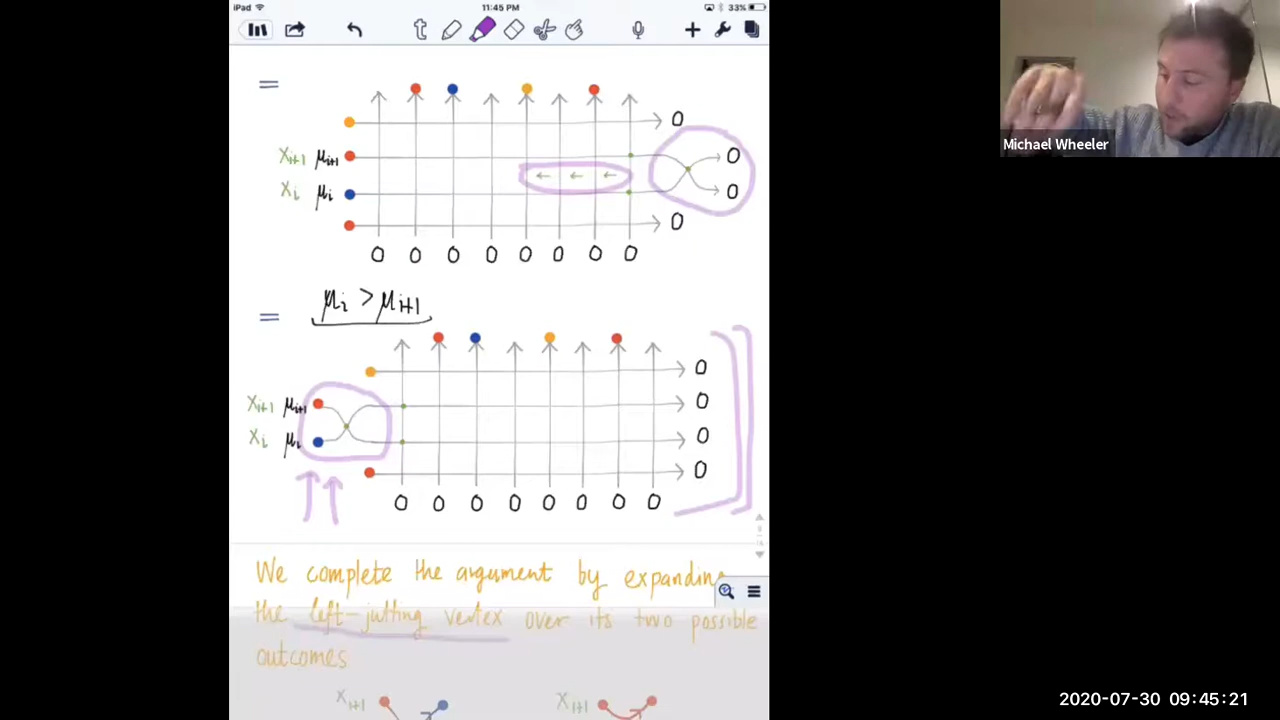 iPad 11:45 PM 33%
=
0
X_{i+1} μ_{i+1} 0
X_i μ_i 0
0
0 0 0 0 0 0 0 0
= μ_i > μ_{i+1}
0
X_{i+1} μ_{i+1} 0
X_i μ_i 0
0
0 0 0 0 0 0 0 0
We complete the argument by expanding
the left-jutting vertex over its two possible
outcomes
X_{i+1} X_{i+1}
Michael Wheeler
2020-07-30 09:45:21